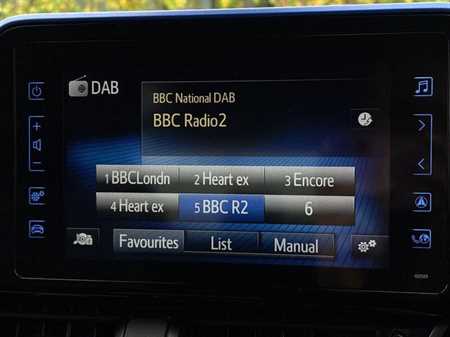 DAB
BBC National DAB
BBC Radio2
1 BBCLondn
2 Heart ex
3 Encore
4 Heart ex
5 BBC R2
6
Favourites
List
Manual